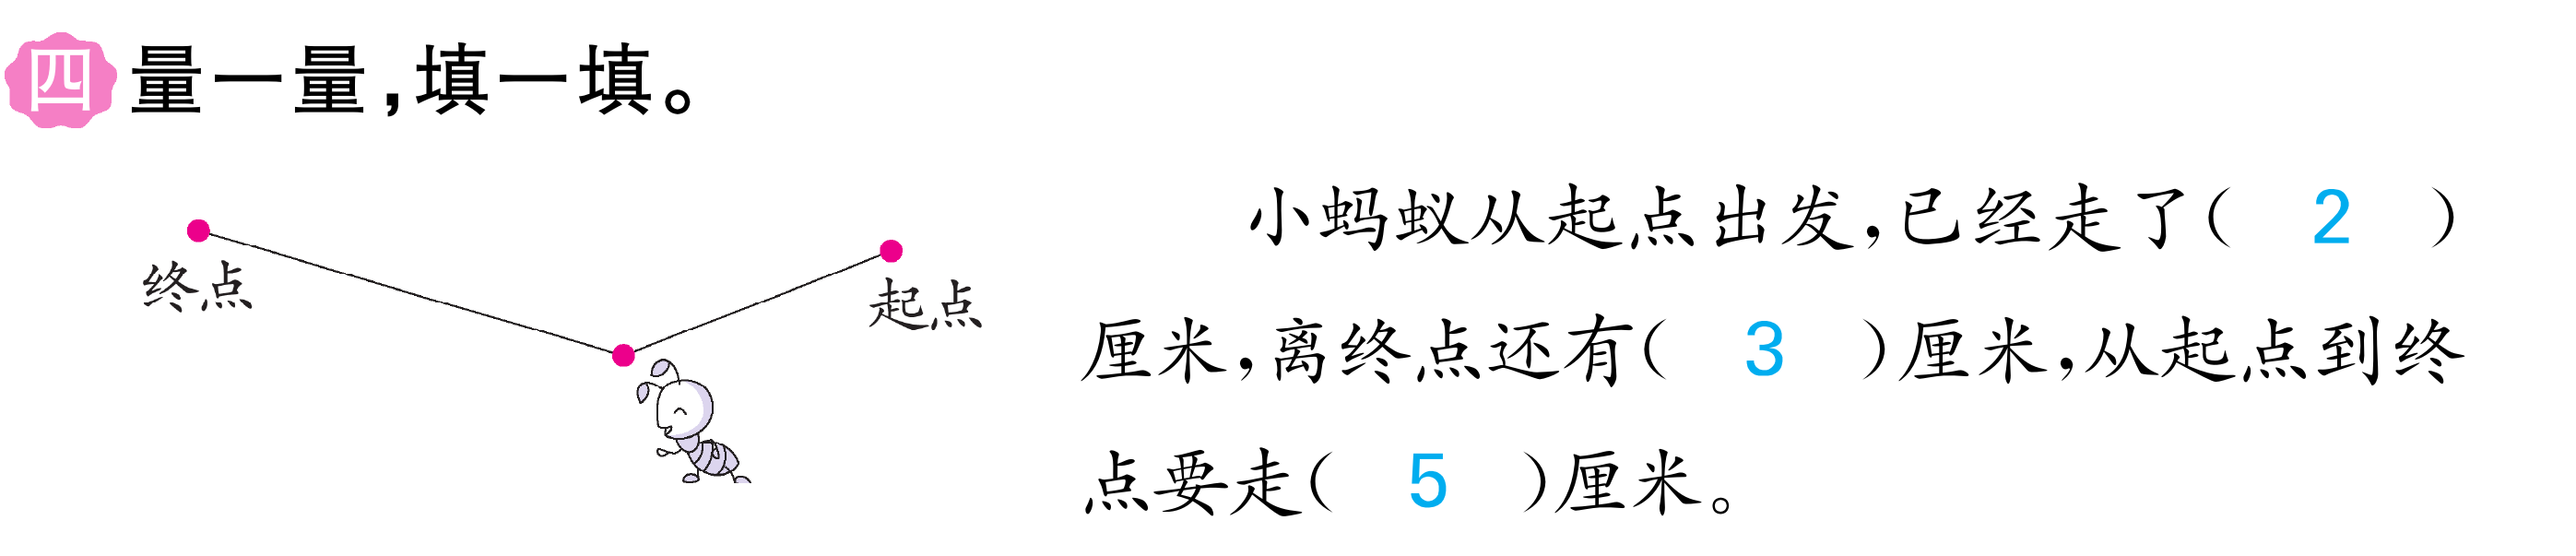 四 量一量,填一填。
终点
起点
小蚂蚁从起点出发,已经走了( 2 )
厘米,离终点还有( 3 )厘米,从起点到终
点要走( 5 )厘米。